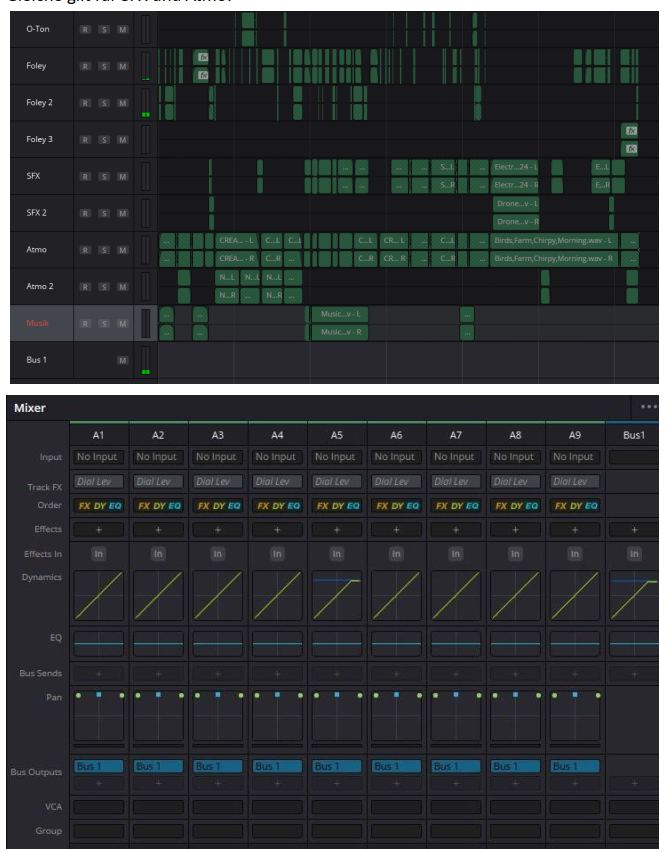 O-Ton R S M
Foley R S M fx
fx
Foley 2 R S M
Foley 3 R S M fx
fx
SFX R S M ... ... ... ... S...L ... Electr...24 - L E...L
... ... ... ... S...R ... Electr...24 - R E...R
SFX 2 R S M Drone...v - L
Drone...v - R
Atmo R S M ... ... ... CREA... - L C...L C...L C...L CR... L ... C...L ... Birds,Farm,Chirpy,Morning.wav - L ...
... ... ... CREA... - R C...R ... C...R CR... R ... C...R ... Birds,Farm,Chirpy,Morning.wav - R ...
Atmo 2 R S M N...L N...L N...L ...
N...R ... N...R ...
Musik R S M ... ... Music...v - L ...
... ... Music...v - R ...
Bus 1 M
Mixer ...
A1 A2 A3 A4 A5 A6 A7 A8 A9 Bus1
Input No Input No Input No Input No Input No Input No Input No Input No Input No Input
Track FX Dial Lev Dial Lev Dial Lev Dial Lev Dial Lev Dial Lev Dial Lev Dial Lev Dial Lev
Order FX DY EQ FX DY EQ FX DY EQ FX DY EQ FX DY EQ FX DY EQ FX DY EQ FX DY EQ FX DY EQ
Effects + + + + + + + + + +
Effects In In In In In In In In In In In
Dynamics
EQ
Bus Sends + + + + + + + + + +
Pan
Bus Outputs Bus 1 Bus 1 Bus 1 Bus 1 Bus 1 Bus 1 Bus 1 Bus 1 Bus 1
+ + + + + + + + + +
VCA
Group